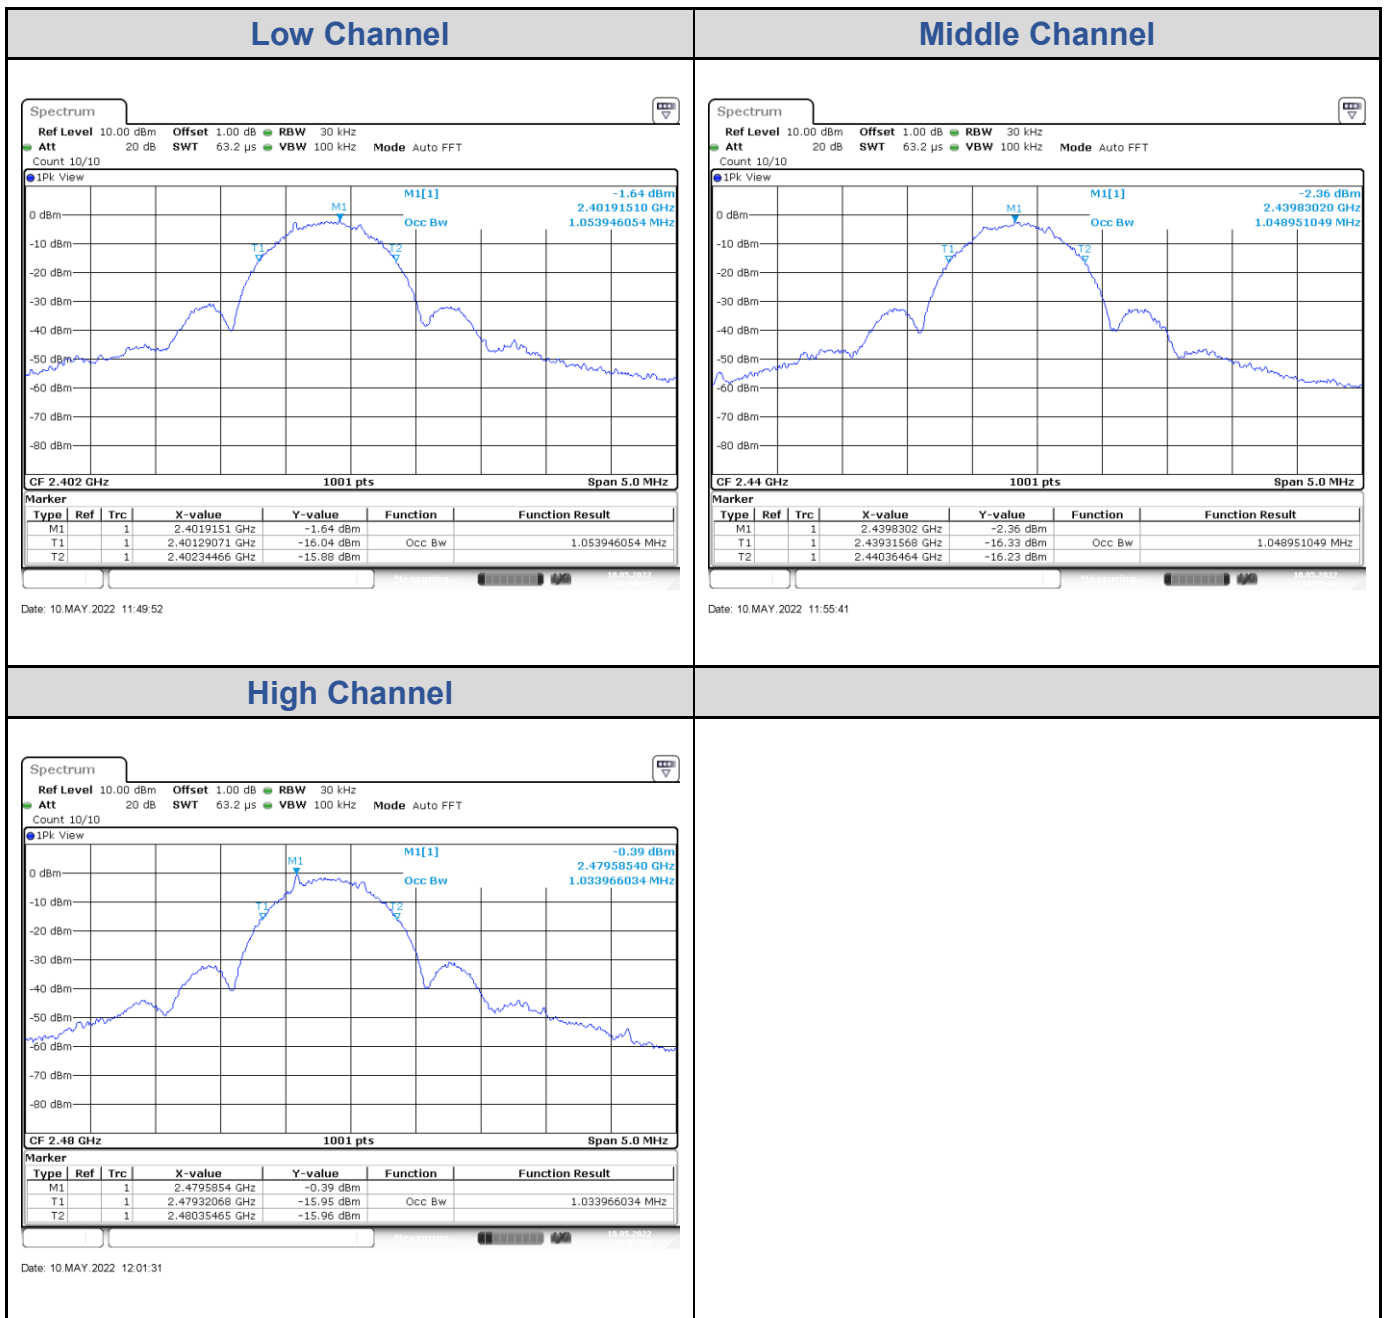 Low Channel
Middle Channel
Spectrum
Ref Level 10.00 dBm Offset 1.00 dB RBW 30 kHz
Att 20 dB SWT 63.2 µs VBW 100 kHz Mode Auto FFT
Count 10/10
1Pk View
M1[1] -1.64 dBm
2.40191510 GHz
Occ Bw 1.053946054 MHz
M1
T1
T2
0 dBm
-10 dBm
-20 dBm
-30 dBm
-40 dBm
-50 dBm
-60 dBm
-70 dBm
-80 dBm
CF 2.402 GHz 1001 pts Span 5.0 MHz
Marker
Type Ref Trc X-value Y-value Function Function Result
M1 1 2.4019151 GHz -1.64 dBm
T1 1 2.40129071 GHz -16.04 dBm Occ Bw 1.053946054 MHz
T2 1 2.40234466 GHz -15.88 dBm
Measuring 10.05.2022
Date: 10.MAY.2022 11:49:52
Spectrum
Ref Level 10.00 dBm Offset 1.00 dB RBW 30 kHz
Att 20 dB SWT 63.2 µs VBW 100 kHz Mode Auto FFT
Count 10/10
1Pk View
M1[1] -2.36 dBm
2.43983020 GHz
Occ Bw 1.048951049 MHz
M1
T1
T2
0 dBm
-10 dBm
-20 dBm
-30 dBm
-40 dBm
-50 dBm
-60 dBm
-70 dBm
-80 dBm
CF 2.44 GHz 1001 pts Span 5.0 MHz
Marker
Type Ref Trc X-value Y-value Function Function Result
M1 1 2.4398302 GHz -2.36 dBm
T1 1 2.43931568 GHz -16.33 dBm Occ Bw 1.048951049 MHz
T2 1 2.44036464 GHz -16.23 dBm
Measuring 10.05.2022
Date: 10.MAY.2022 11:55:41
High Channel
Spectrum
Ref Level 10.00 dBm Offset 1.00 dB RBW 30 kHz
Att 20 dB SWT 63.2 µs VBW 100 kHz Mode Auto FFT
Count 10/10
1Pk View
M1[1] -0.39 dBm
2.47958540 GHz
Occ Bw 1.033966034 MHz
M1
T1
T2
0 dBm
-10 dBm
-20 dBm
-30 dBm
-40 dBm
-50 dBm
-60 dBm
-70 dBm
-80 dBm
CF 2.48 GHz 1001 pts Span 5.0 MHz
Marker
Type Ref Trc X-value Y-value Function Function Result
M1 1 2.4795854 GHz -0.39 dBm
T1 1 2.47932068 GHz -15.95 dBm Occ Bw 1.033966034 MHz
T2 1 2.48035465 GHz -15.96 dBm
Measuring 10.05.2022
Date: 10.MAY.2022 12:01:31